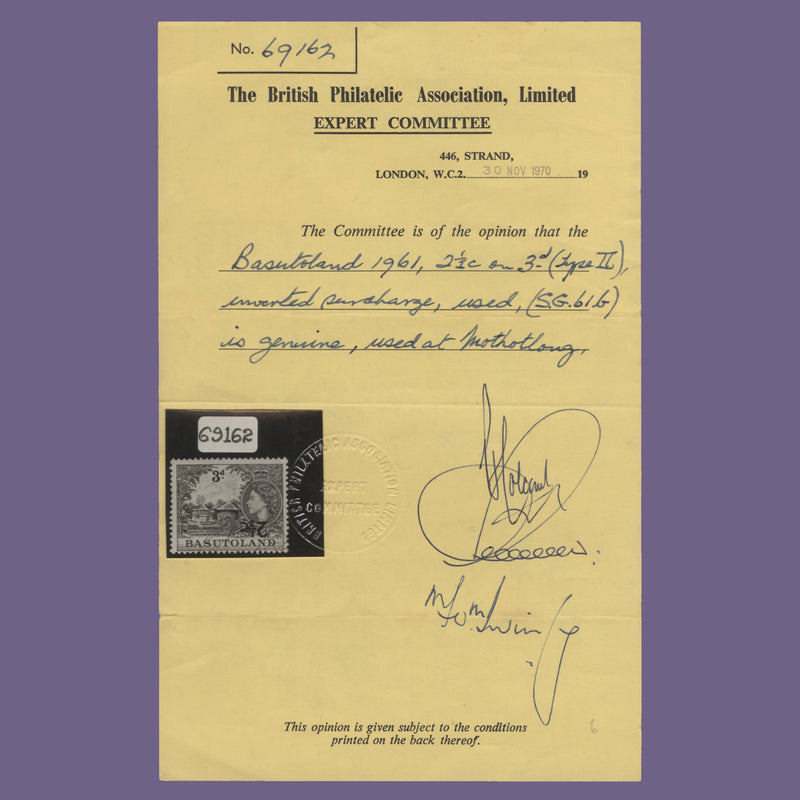 No. 69162
The British Philatelic Association, Limited
EXPERT COMMITTEE
446, STRAND,
LONDON, W.C.2. 30 NOV 1970 19
The Committee is of the opinion that the
Basutoland 1961, 2½c on 3d (type II),
inverted surcharge, used, (S.G. 61b)
is genuine, used at Mothotlong.
69162
3d
2½c
BASUTOLAND
BRITISH PHILATELIC ASSOCIATION LIMITED
EXPERT
COMMITTEE
This opinion is given subject to the conditions
printed on the back thereof.
6